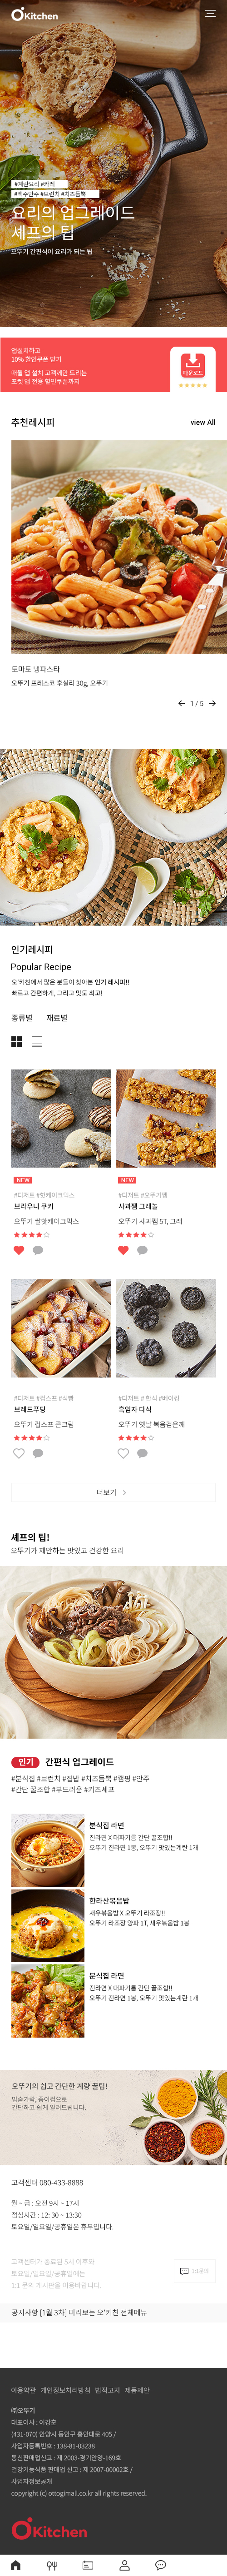 O'Kitchen
#계란요리 #카레
#맥주안주 #브런치 #치즈듬뿍
요리의 업그레이드
셰프의 팁
오뚜기 간편식이 요리가 되는 팁
앱설치하고
10% 할인쿠폰 받기
매월 앱 설치 고객께만 드리는
포켓 앱 전용 할인쿠폰까지
다운로드
추천레시피
view All
토마토 냉파스타
오뚜기 프레스코 푸실리 30g, 오뚜기
1 / 5
인기레시피
Popular Recipe
오'키친에서 많은 분들이 찾아본 인기 레시피!!
빠르고 간편하게, 그리고 맛도 최고!
종류별 재료별
NEW
#디저트 #핫케이크믹스
브라우니 쿠키
오뚜기 쌀핫케이크믹스
NEW
#디저트 #오뚜기잼
사과잼 그래놀
오뚜기 사과잼 5T, 그래
#디저트 #컵스프 #식빵
브레드푸딩
오뚜기 컵스프 콘크림
#디저트 # 한식 #베이킹
흑임자 다식
오뚜기 옛날 볶음검은깨
더보기
셰프의 팁!
오뚜기가 제안하는 맛있고 건강한 요리
인기 간편식 업그레이드
#분식집 #브런치 #집밥 #치즈듬뿍 #캠핑 #안주
#간단 꿀조합 #부드러운 #키즈셰프
분식집 라면
진라면 X 대파기름 간단 꿀조합!!
오뚜기 진라면 1봉, 오뚜기 맛있는계란 1개
한라산볶음밥
새우볶음밥 X 오뚜기 라조장!!
오뚜기 라조장 양파 1T, 새우볶음밥 1봉
분식집 라면
진라면 X 대파기름 간단 꿀조합!!
오뚜기 진라면 1봉, 오뚜기 맛있는계란 1개
오뚜기의 쉽고 간단한 계량 꿀팁!
밥숟가락, 종이컵으로
간단하고 쉽게 알려드립니다.
고객센터 080-433-8888
월 ~ 금 : 오전 9시 ~ 17시
점심시간 : 12: 30 ~ 13:30
토요일/일요일/공휴일은 휴무입니다.
고객센터가 종료된 5시 이후와
토요일/일요일/공휴일에는
1:1 문의 게시판을 이용바랍니다.
1:1문의
공지사항 [1월 3차] 미리보는 오'키친 전체메뉴
이용약관 개인정보처리방침 법적고지 제품제안
㈜오뚜기
대표이사 : 이강훈
(431-070) 안양시 동안구 흥안대로 405 /
사업자등록번호 : 138-81-03238
통신판매업신고 : 제 2003-경기안양-169호
건강기능식품 판매업 신고 : 제 2007-00002호 /
사업자정보공개
copyright (c) ottogimall.co.kr all rights reserved.
O'Kitchen